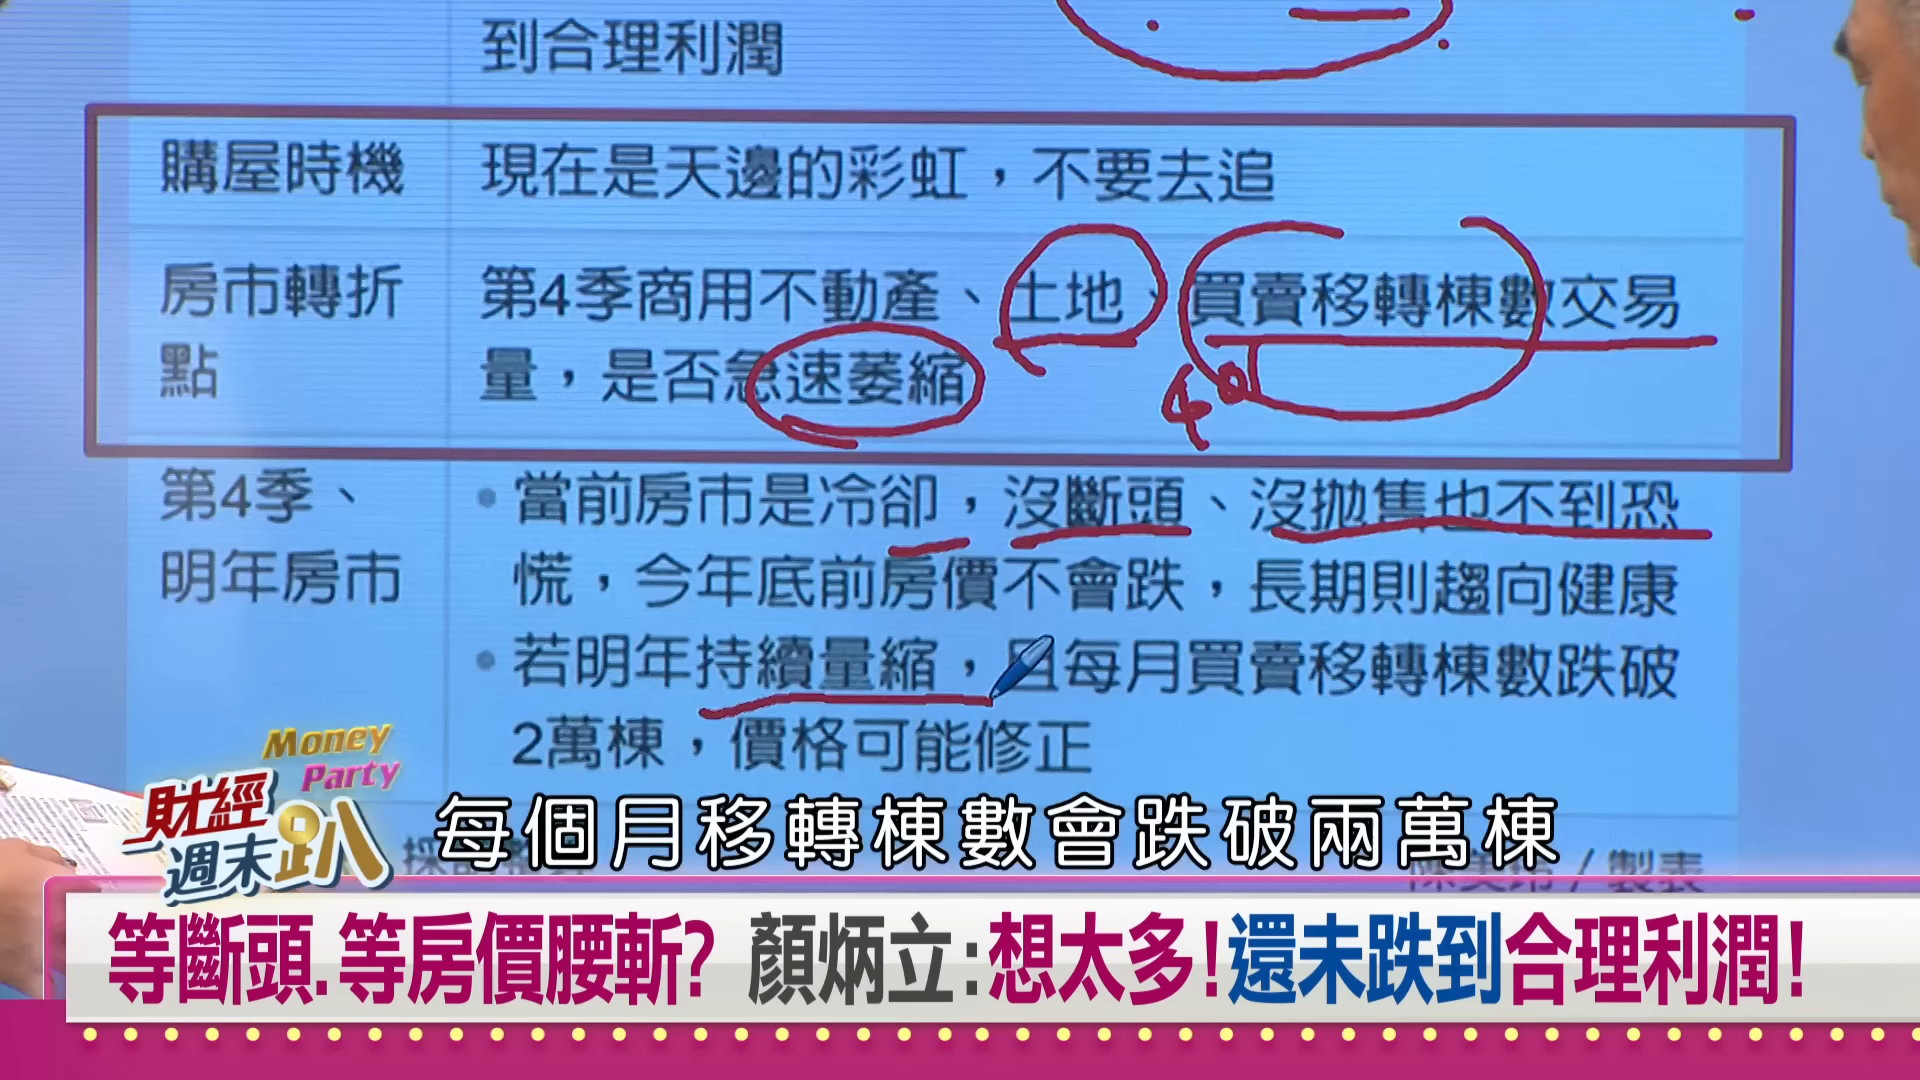 到合理利潤
購屋時機 現在是天邊的彩虹，不要去追
房市轉折 第4季商用不動產、土地、買賣移轉棟數交易
點 量，是否急速萎縮
40
第4季、 • 當前房市是冷卻，沒斷頭、沒拋售也不到恐
明年房市 慌，今年底前房價不會跌，長期則趨向健康
• 若明年持續量縮，且每月買賣移轉棟數跌破
2萬棟，價格可能修正
Money
Party
財經
週末趴
每個月移轉棟數會跌破兩萬棟
／製表
等斷頭.等房價腰斬? 顏炳立:想太多!還未跌到合理利潤!